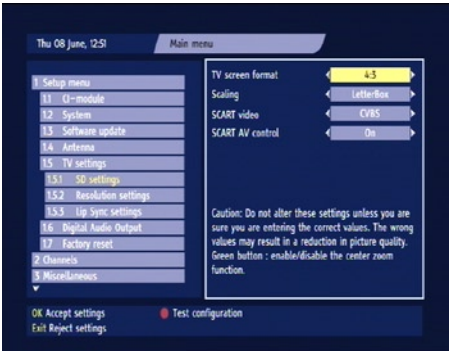 Thu 08 June, 12:51 Main menu
1 Setup menu
1.1 CI-module
1.2 System
1.3 Software update
1.4 Antenna
1.5 TV settings
1.5.1 SD settings
1.5.2 Resolution settings
1.5.3 Lip Sync settings
1.6 Digital Audio Output
1.7 Factory reset
2 Channels
3 Miscellaneous
TV screen format 4:3
Scaling LetterBox
SCART video CVBS
SCART AV control On
Caution: Do not alter these settings unless you are
sure you are entering the correct values. The wrong
values may result in a reduction in picture quality.
Green button : enable/disable the center zoom
function.
OK Accept settings Test configuration
Exit Reject settings